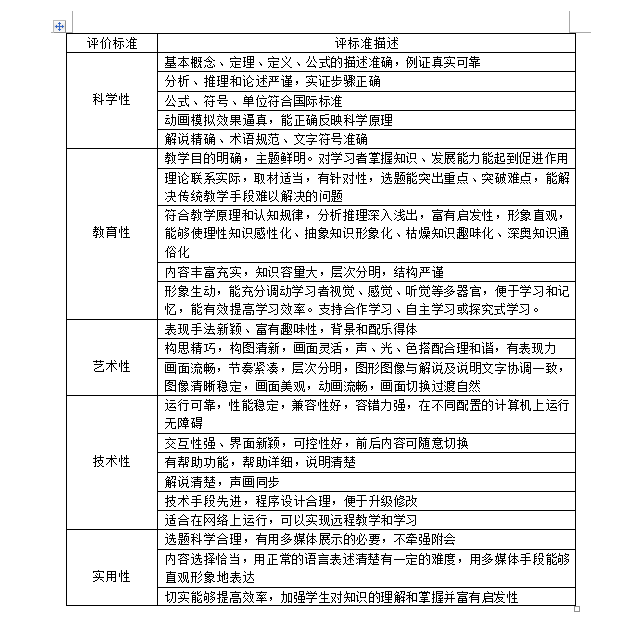 评价标准
评标准描述
科学性
基本概念、定理、定义、公式的描述准确，例证真实可靠
分析、推理和论述严谨，实证步骤正确
公式、符号、单位符合国际标准
动画模拟效果逼真，能正确反映科学原理
解说精确、术语规范、文字符号准确
教育性
教学目的明确，主题鲜明。对学习者掌握知识、发展能力能起到促进作用
理论联系实际，取材适当，有针对性，选题能突出重点、突破难点，能解
决传统教学手段难以解决的问题
符合教学原理和认知规律，分析推理深入浅出，富有启发性，形象直观，
能够使理性知识感性化、抽象知识形象化、枯燥知识趣味化、深奥知识通
俗化
内容丰富充实，知识容量大，层次分明，结构严谨
形象生动，能充分调动学习者视觉、感觉、听觉等多器官，便于学习和记
忆，能有效提高学习效率。支持合作学习、自主学习或探究式学习。
艺术性
表现手法新颖、富有趣味性，背景和配乐得体
构思精巧，构图清新，画面灵活，声、光、色搭配合理和谐，有表现力
画面流畅，节奏紧凑，层次分明，图形图像与解说及说明文字协调一致，
图像清晰稳定，画面美观，动画流畅，画面切换过渡自然
技术性
运行可靠，性能稳定，兼容性好，容错力强，在不同配置的计算机上运行
无障碍
交互性强、界面新颖，可控性好，前后内容可随意切换
有帮助功能，帮助详细，说明清楚
解说清楚，声画同步
技术手段先进，程序设计合理，便于升级修改
适合在网络上运行，可以实现远程教学和学习
实用性
选题科学合理，有用多媒体展示的必要，不牵强附会
内容选择恰当，用正常的语言表述清楚有一定的难度，用多媒体手段能够
直观形象地表达
切实能够提高效率，加强学生对知识的理解和掌握并富有启发性